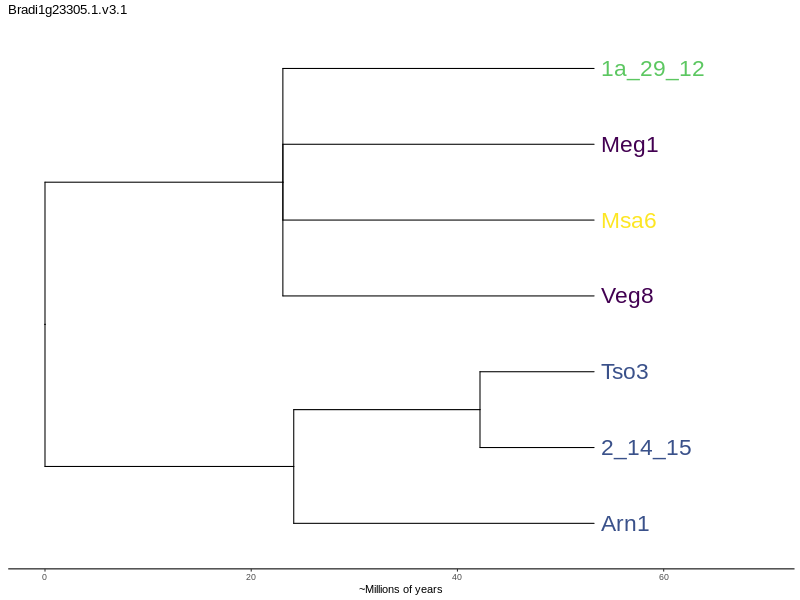 Bradi1g23305.1.v3.1
1a_29_12
Meg1
Msa6
Veg8
Tso3
2_14_15
Arn1
0 20 40 60
~Millions of years